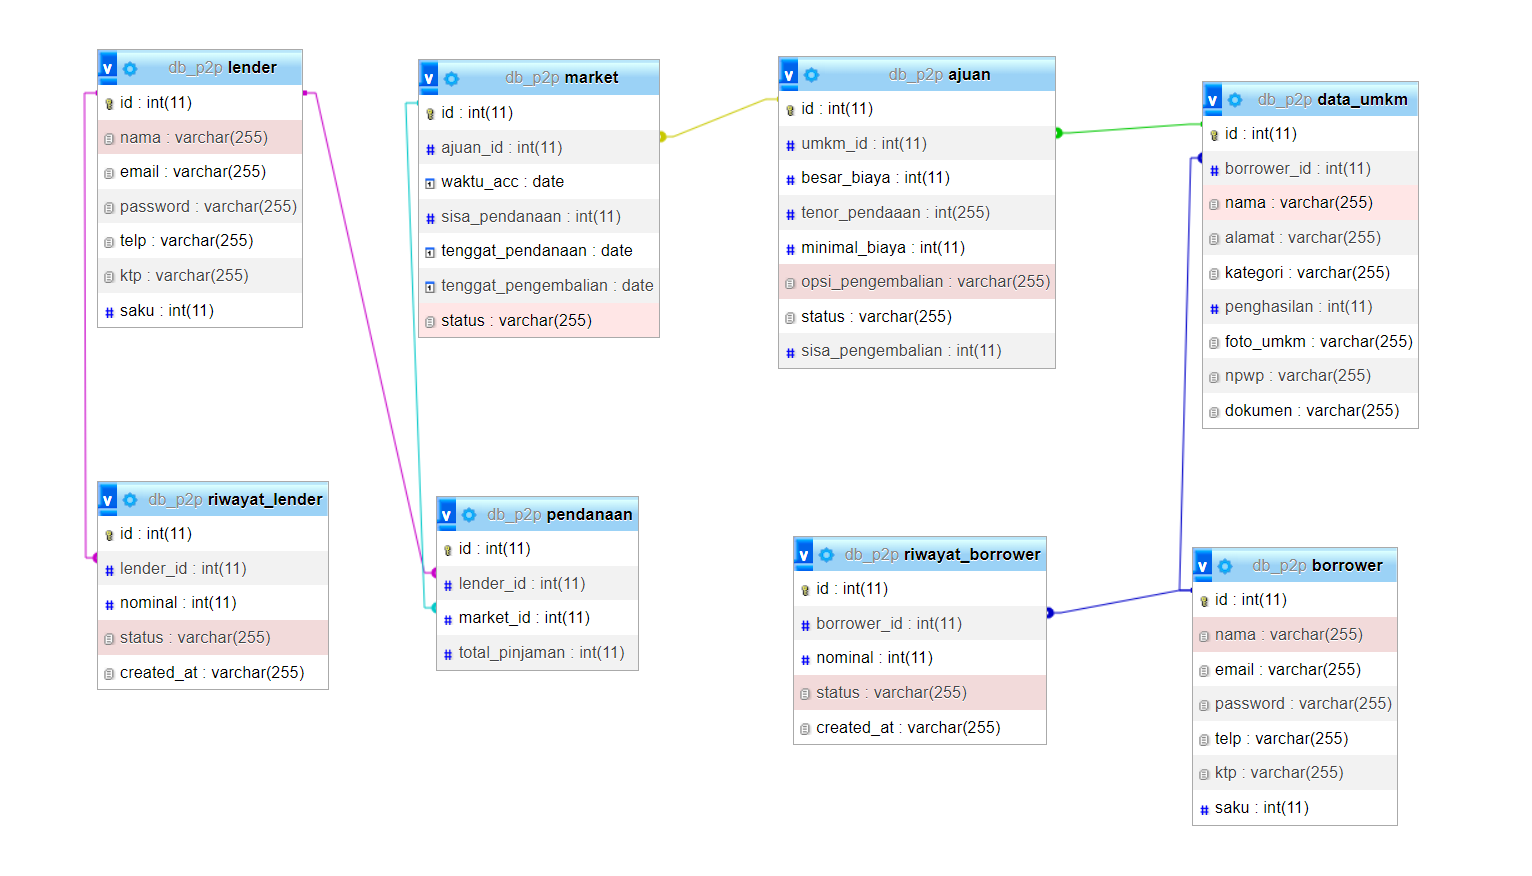 db_p2p lender
id : int(11)
nama : varchar(255)
email : varchar(255)
password : varchar(255)
telp : varchar(255)
ktp : varchar(255)
saku : int(11)
db_p2p market
id : int(11)
ajuan_id : int(11)
waktu_acc : date
sisa_pendanaan : int(11)
tenggat_pendanaan : date
tenggat_pengembalian : date
status : varchar(255)
db_p2p ajuan
id : int(11)
umkm_id : int(11)
besar_biaya : int(11)
tenor_pendaaan : int(255)
minimal_biaya : int(11)
opsi_pengembalian : varchar(255)
status : varchar(255)
sisa_pengembalian : int(11)
db_p2p data_umkm
id : int(11)
borrower_id : int(11)
nama : varchar(255)
alamat : varchar(255)
kategori : varchar(255)
penghasilan : int(11)
foto_umkm : varchar(255)
npwp : varchar(255)
dokumen : varchar(255)
db_p2p riwayat_lender
id : int(11)
lender_id : int(11)
nominal : int(11)
status : varchar(255)
created_at : varchar(255)
db_p2p pendanaan
id : int(11)
lender_id : int(11)
market_id : int(11)
total_pinjaman : int(11)
db_p2p riwayat_borrower
id : int(11)
borrower_id : int(11)
nominal : int(11)
status : varchar(255)
created_at : varchar(255)
db_p2p borrower
id : int(11)
nama : varchar(255)
email : varchar(255)
password : varchar(255)
telp : varchar(255)
ktp : varchar(255)
saku : int(11)